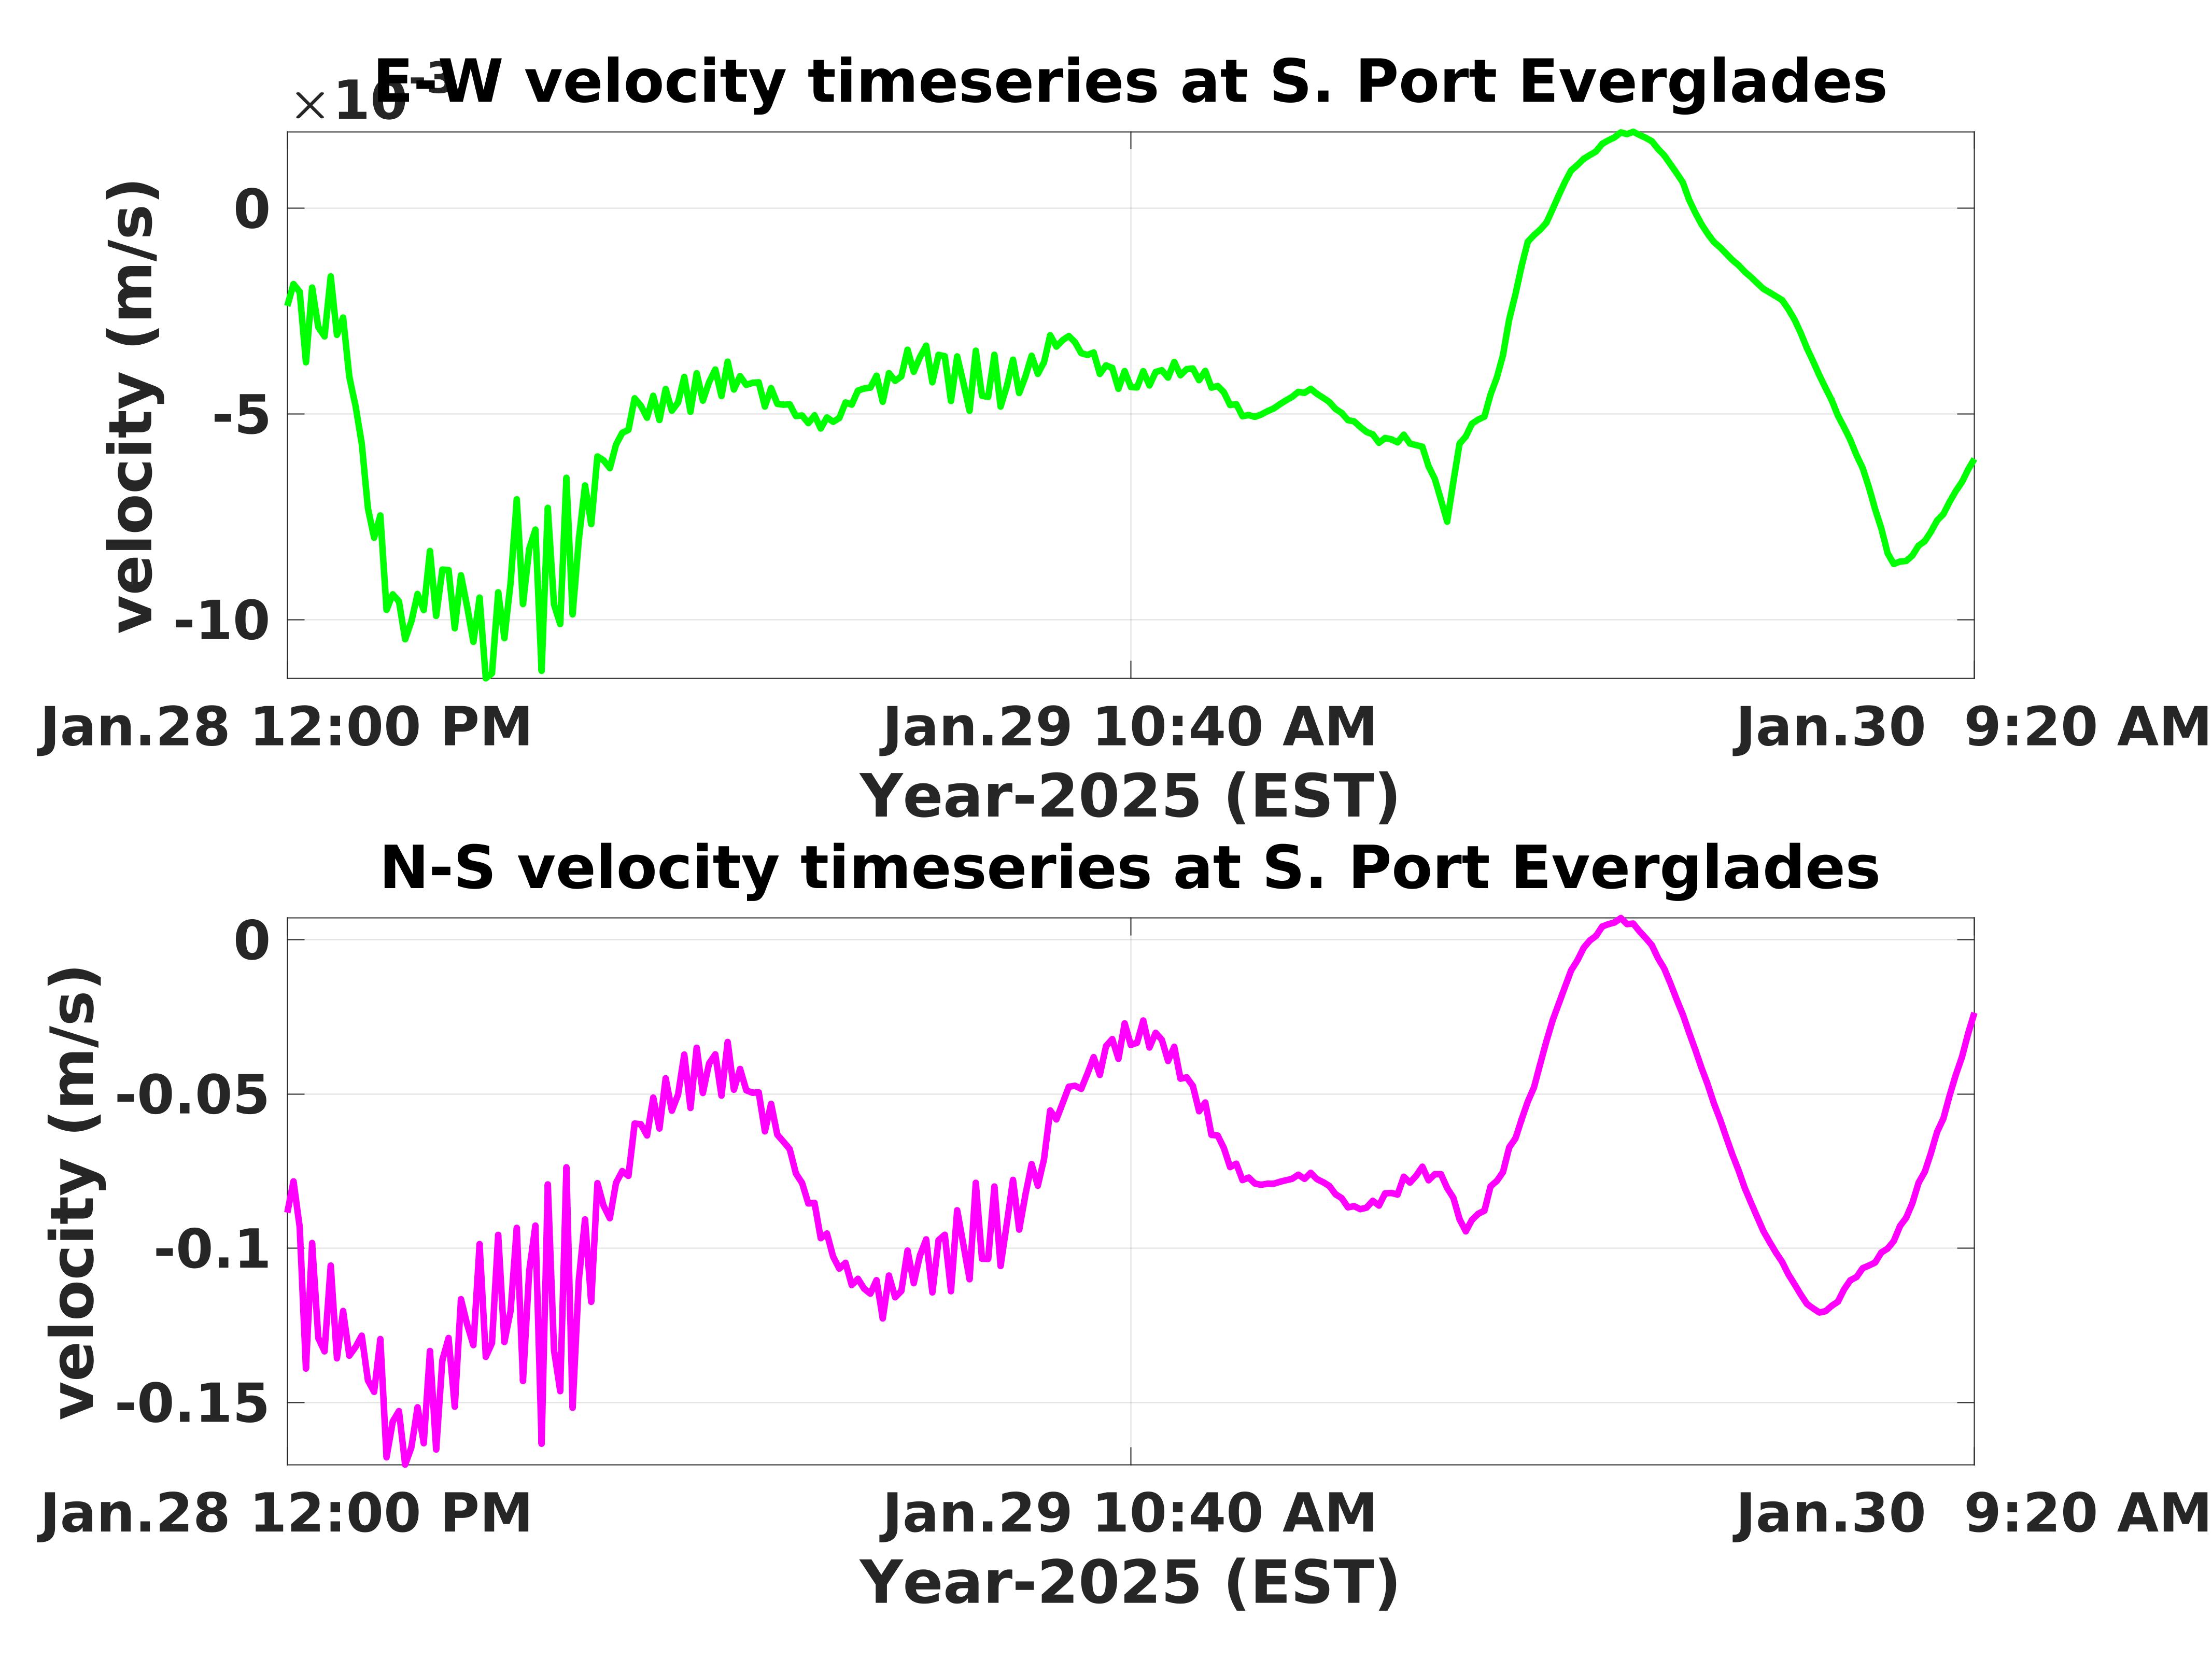 E-W velocity timeseries at S. Port Everglades
×10-3
velocity (m/s)
0
-5
-10
Jan.28 12:00 PM Jan.29 10:40 AM Jan.30 9:20 AM
Year-2025 (EST)
N-S velocity timeseries at S. Port Everglades
velocity (m/s)
0
-0.05
-0.1
-0.15
Jan.28 12:00 PM Jan.29 10:40 AM Jan.30 9:20 AM
Year-2025 (EST)